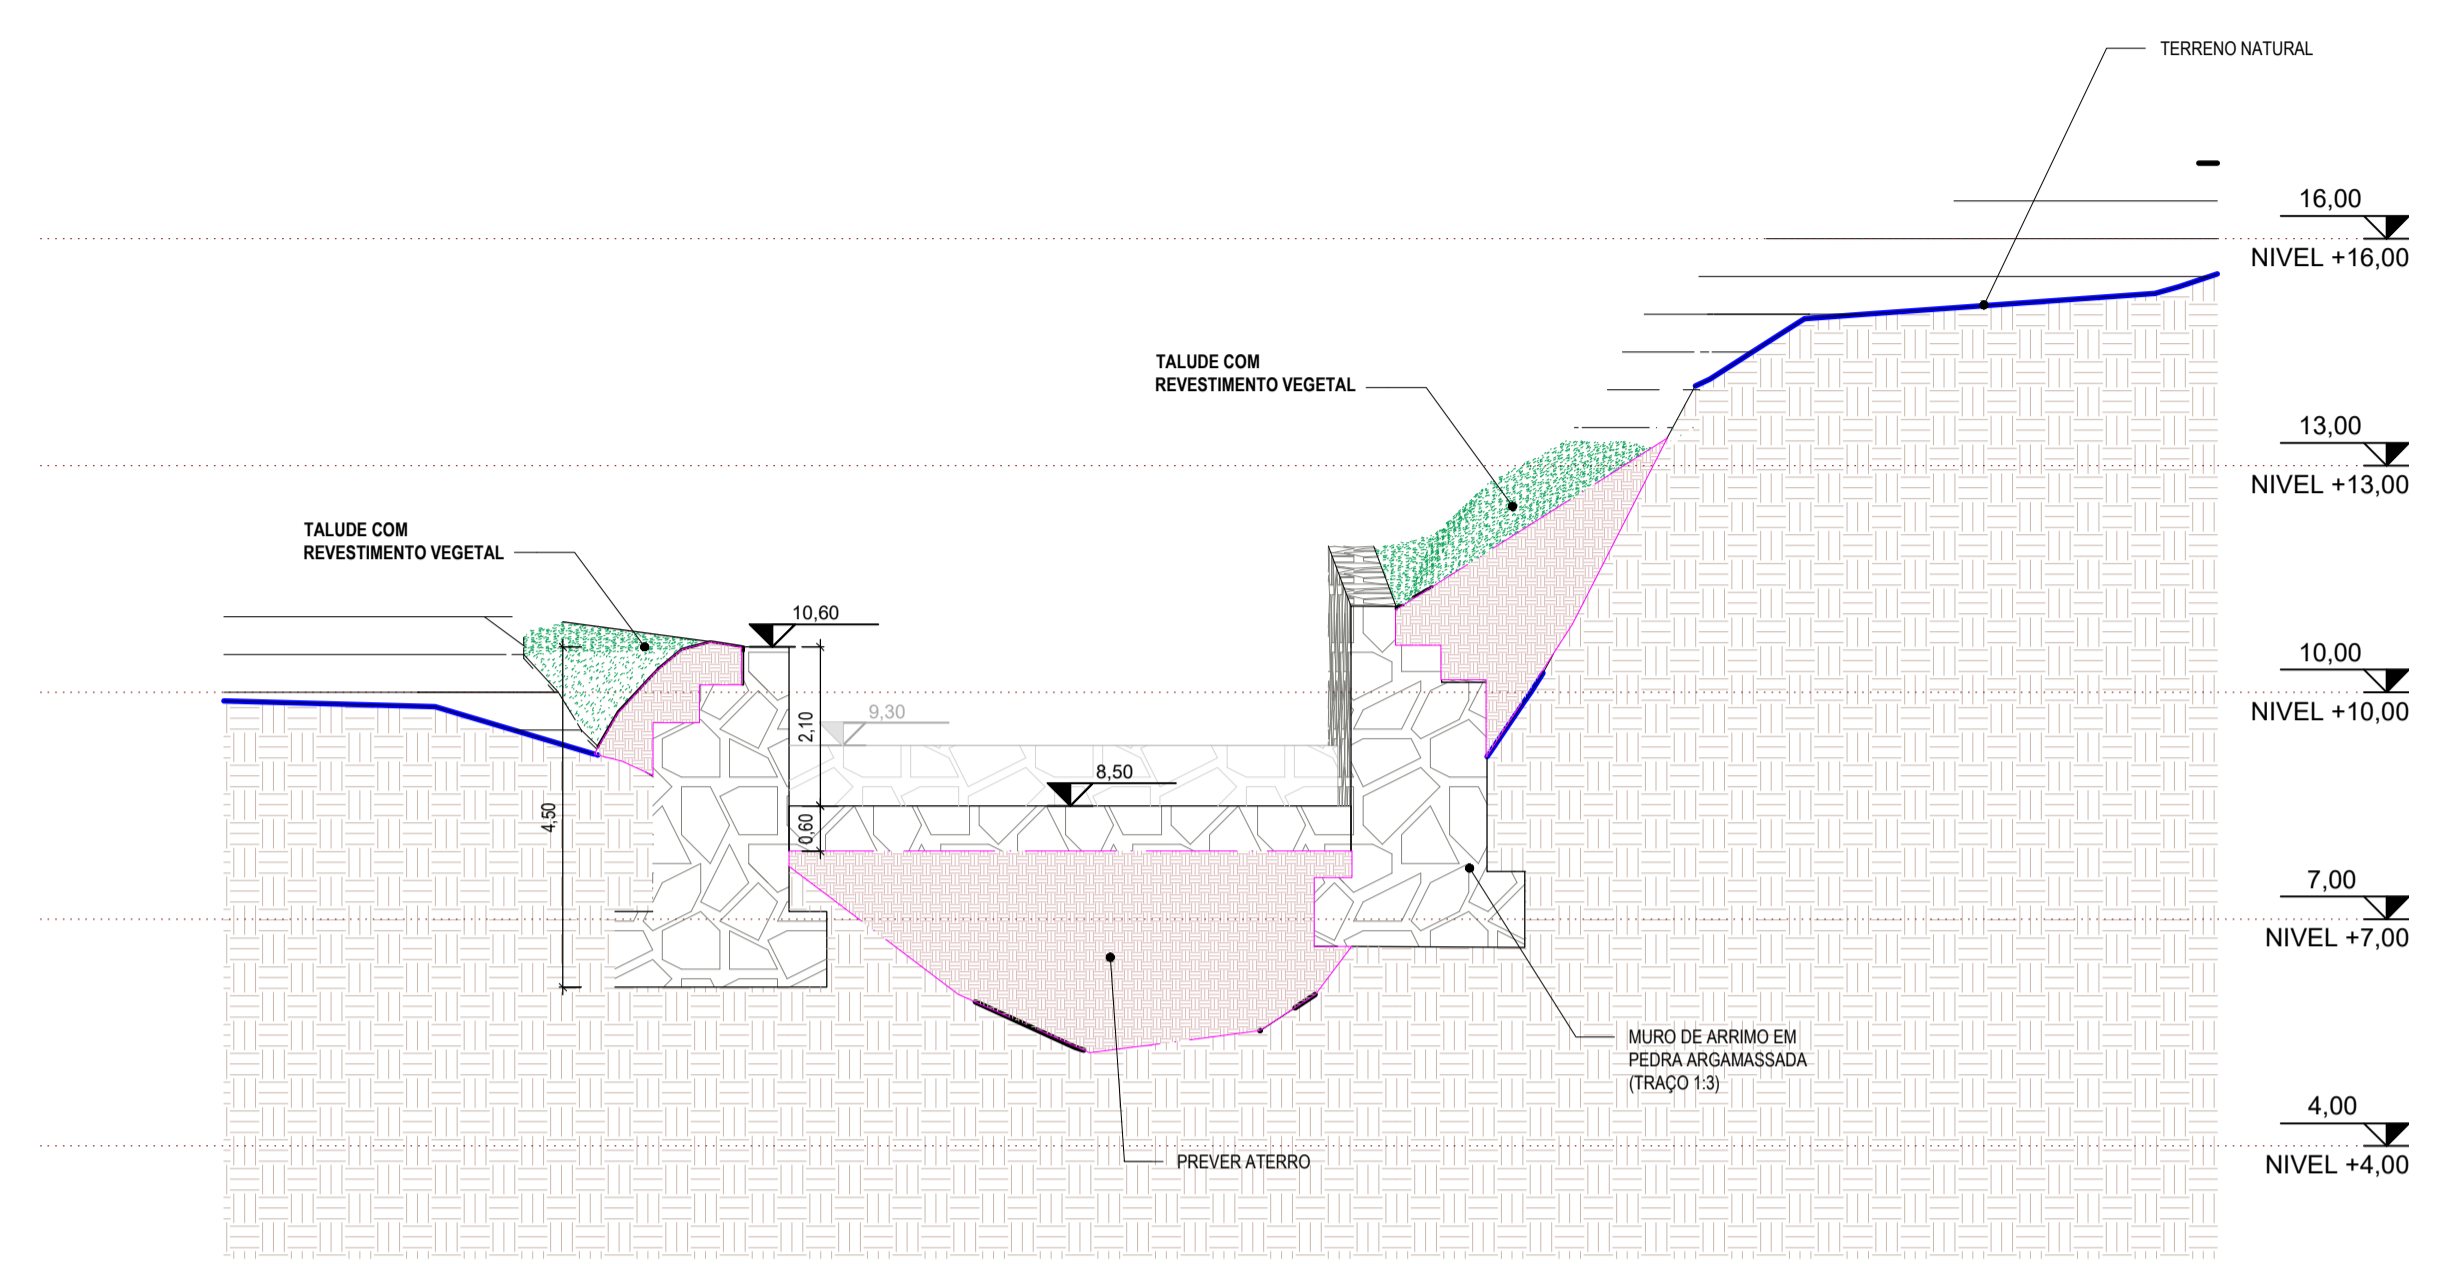 TERRENO NATURAL
16,00
NIVEL +16,00
TALUDE COM
REVESTIMENTO VEGETAL
13,00
NIVEL +13,00
TALUDE COM
REVESTIMENTO VEGETAL
10,60
10,00
NIVEL +10,00
9,30
2,10
8,50
4,50
0,60
7,00
NIVEL +7,00
MURO DE ARRIMO EM
PEDRA ARGAMASSADA
(TRAÇO 1:3)
4,00
NIVEL +4,00
PREVER ATERRO